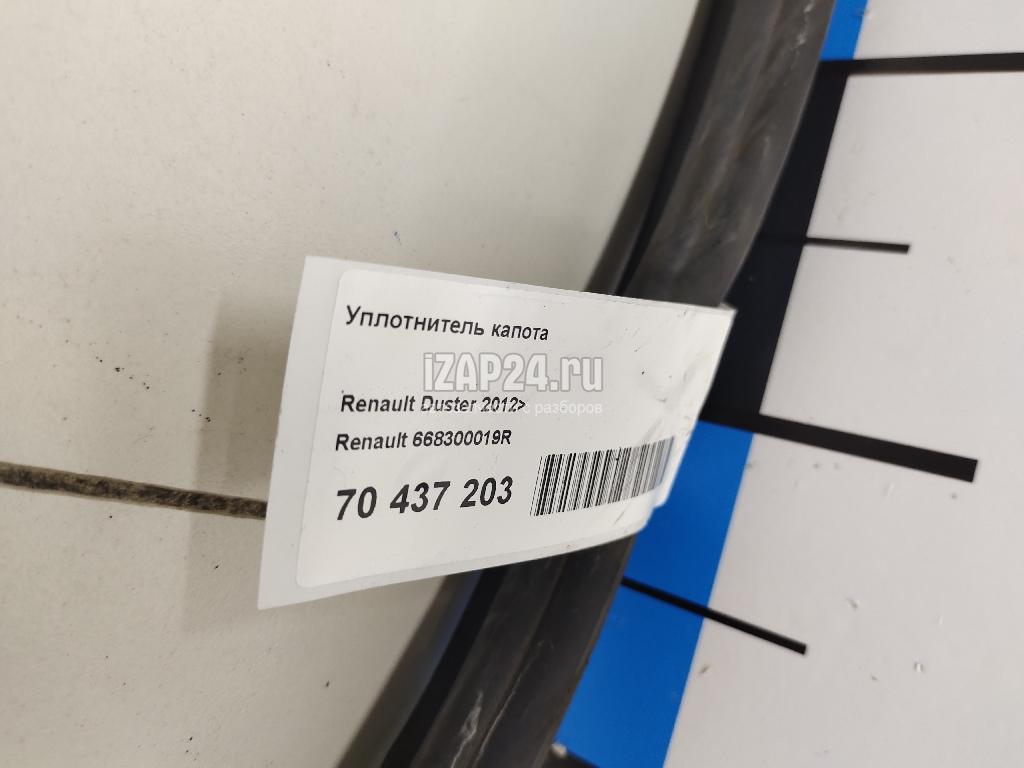 Уплотнитель капота
iZAP24.ru
Renault Duster 2012>
с разборов
Renault 668300019R
70 437 203